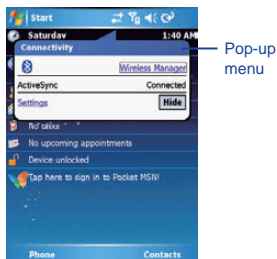 Start
Saturday 1:40 AM
Connectivity
Pop-up menu
Wireless Manager
ActiveSync Connected
Settings Hide
No upcoming appointments
Device unlocked
Tap here to sign in to Pocket MSN!
Phone Contacts